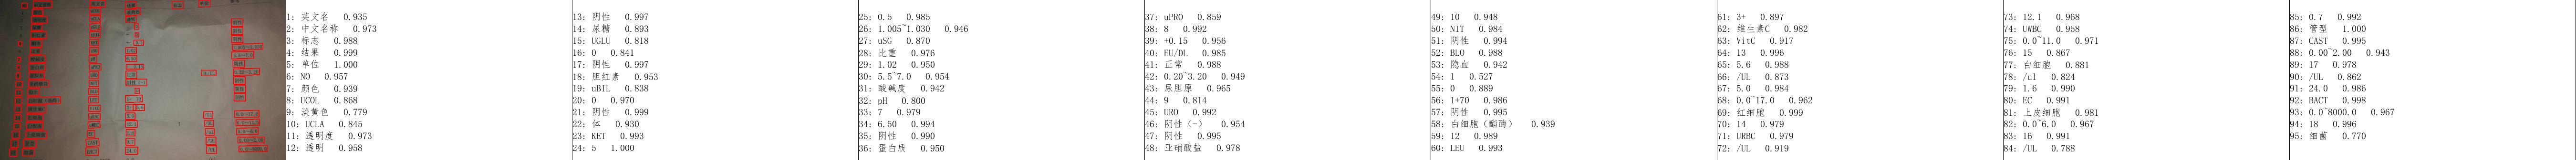 1: 英文名 0.935
2: 中文名称 0.973
3: 标志 0.988
4: 结果 0.999
5: 单位 1.000
6: NO 0.957
7: 颜色 0.939
8: UCOL 0.868
9: 淡黄色 0.779
10: UCLA 0.845
11: 透明度 0.973
12: 透明 0.958
13: 阴性 0.997
14: 尿糖 0.893
15: UGLU 0.818
16: 0 0.841
17: 阴性 0.997
18: 胆红素 0.953
19: uBIL 0.838
20: 0 0.970
21: 阴性 0.999
22: 体 0.930
23: KET 0.993
24: 5 1.000
25: 0.5 0.985
26: 1.005~1.030 0.946
27: uSG 0.870
28: 比重 0.976
29: 1.02 0.950
30: 5.5~7.0 0.954
31: 酸碱度 0.942
32: pH 0.800
33: 7 0.979
34: 6.50 0.994
35: 阴性 0.990
36: 蛋白质 0.950
37: uPRO 0.859
38: 8 0.992
39: +0.15 0.956
40: EU/DL 0.985
41: 正常 0.988
42: 0.20~3.20 0.949
43: 尿胆原 0.965
44: 9 0.814
45: URO 0.992
46: 阴性(-) 0.954
47: 阴性 0.995
48: 亚硝酸盐 0.978
49: 10 0.948
50: NIT 0.984
51: 阴性 0.994
52: BLO 0.988
53: 隐血 0.942
54: 1 0.527
55: 0 0.889
56: 1+70 0.986
57: 阴性 0.995
58: 白细胞(酯酶) 0.939
59: 12 0.989
60: LEU 0.993
61: 3+ 0.897
62: 维生素C 0.982
63: VitC 0.917
64: 13 0.996
65: 5.6 0.988
66: /UL 0.873
67: 5.0 0.984
68: 0.0~17.0 0.962
69: 红细胞 0.999
70: 14 0.979
71: URBC 0.979
72: /UL 0.919
73: 12.1 0.968
74: UWBC 0.958
75: 0.0~11.0 0.971
76: 15 0.867
77: 白细胞 0.881
78: /ul 0.824
79: 1.6 0.990
80: EC 0.991
81: 上皮细胞 0.981
82: 0.0~6.0 0.967
83: 16 0.991
84: /UL 0.788
85: 0.7 0.992
86: 管型 1.000
87: CAST 0.995
88: 0.00~2.00 0.943
89: 17 0.978
90: /UL 0.862
91: 24.0 0.986
92: BACT 0.998
93: 0.0~8000.0 0.967
94: 18 0.996
95: 细菌 0.770